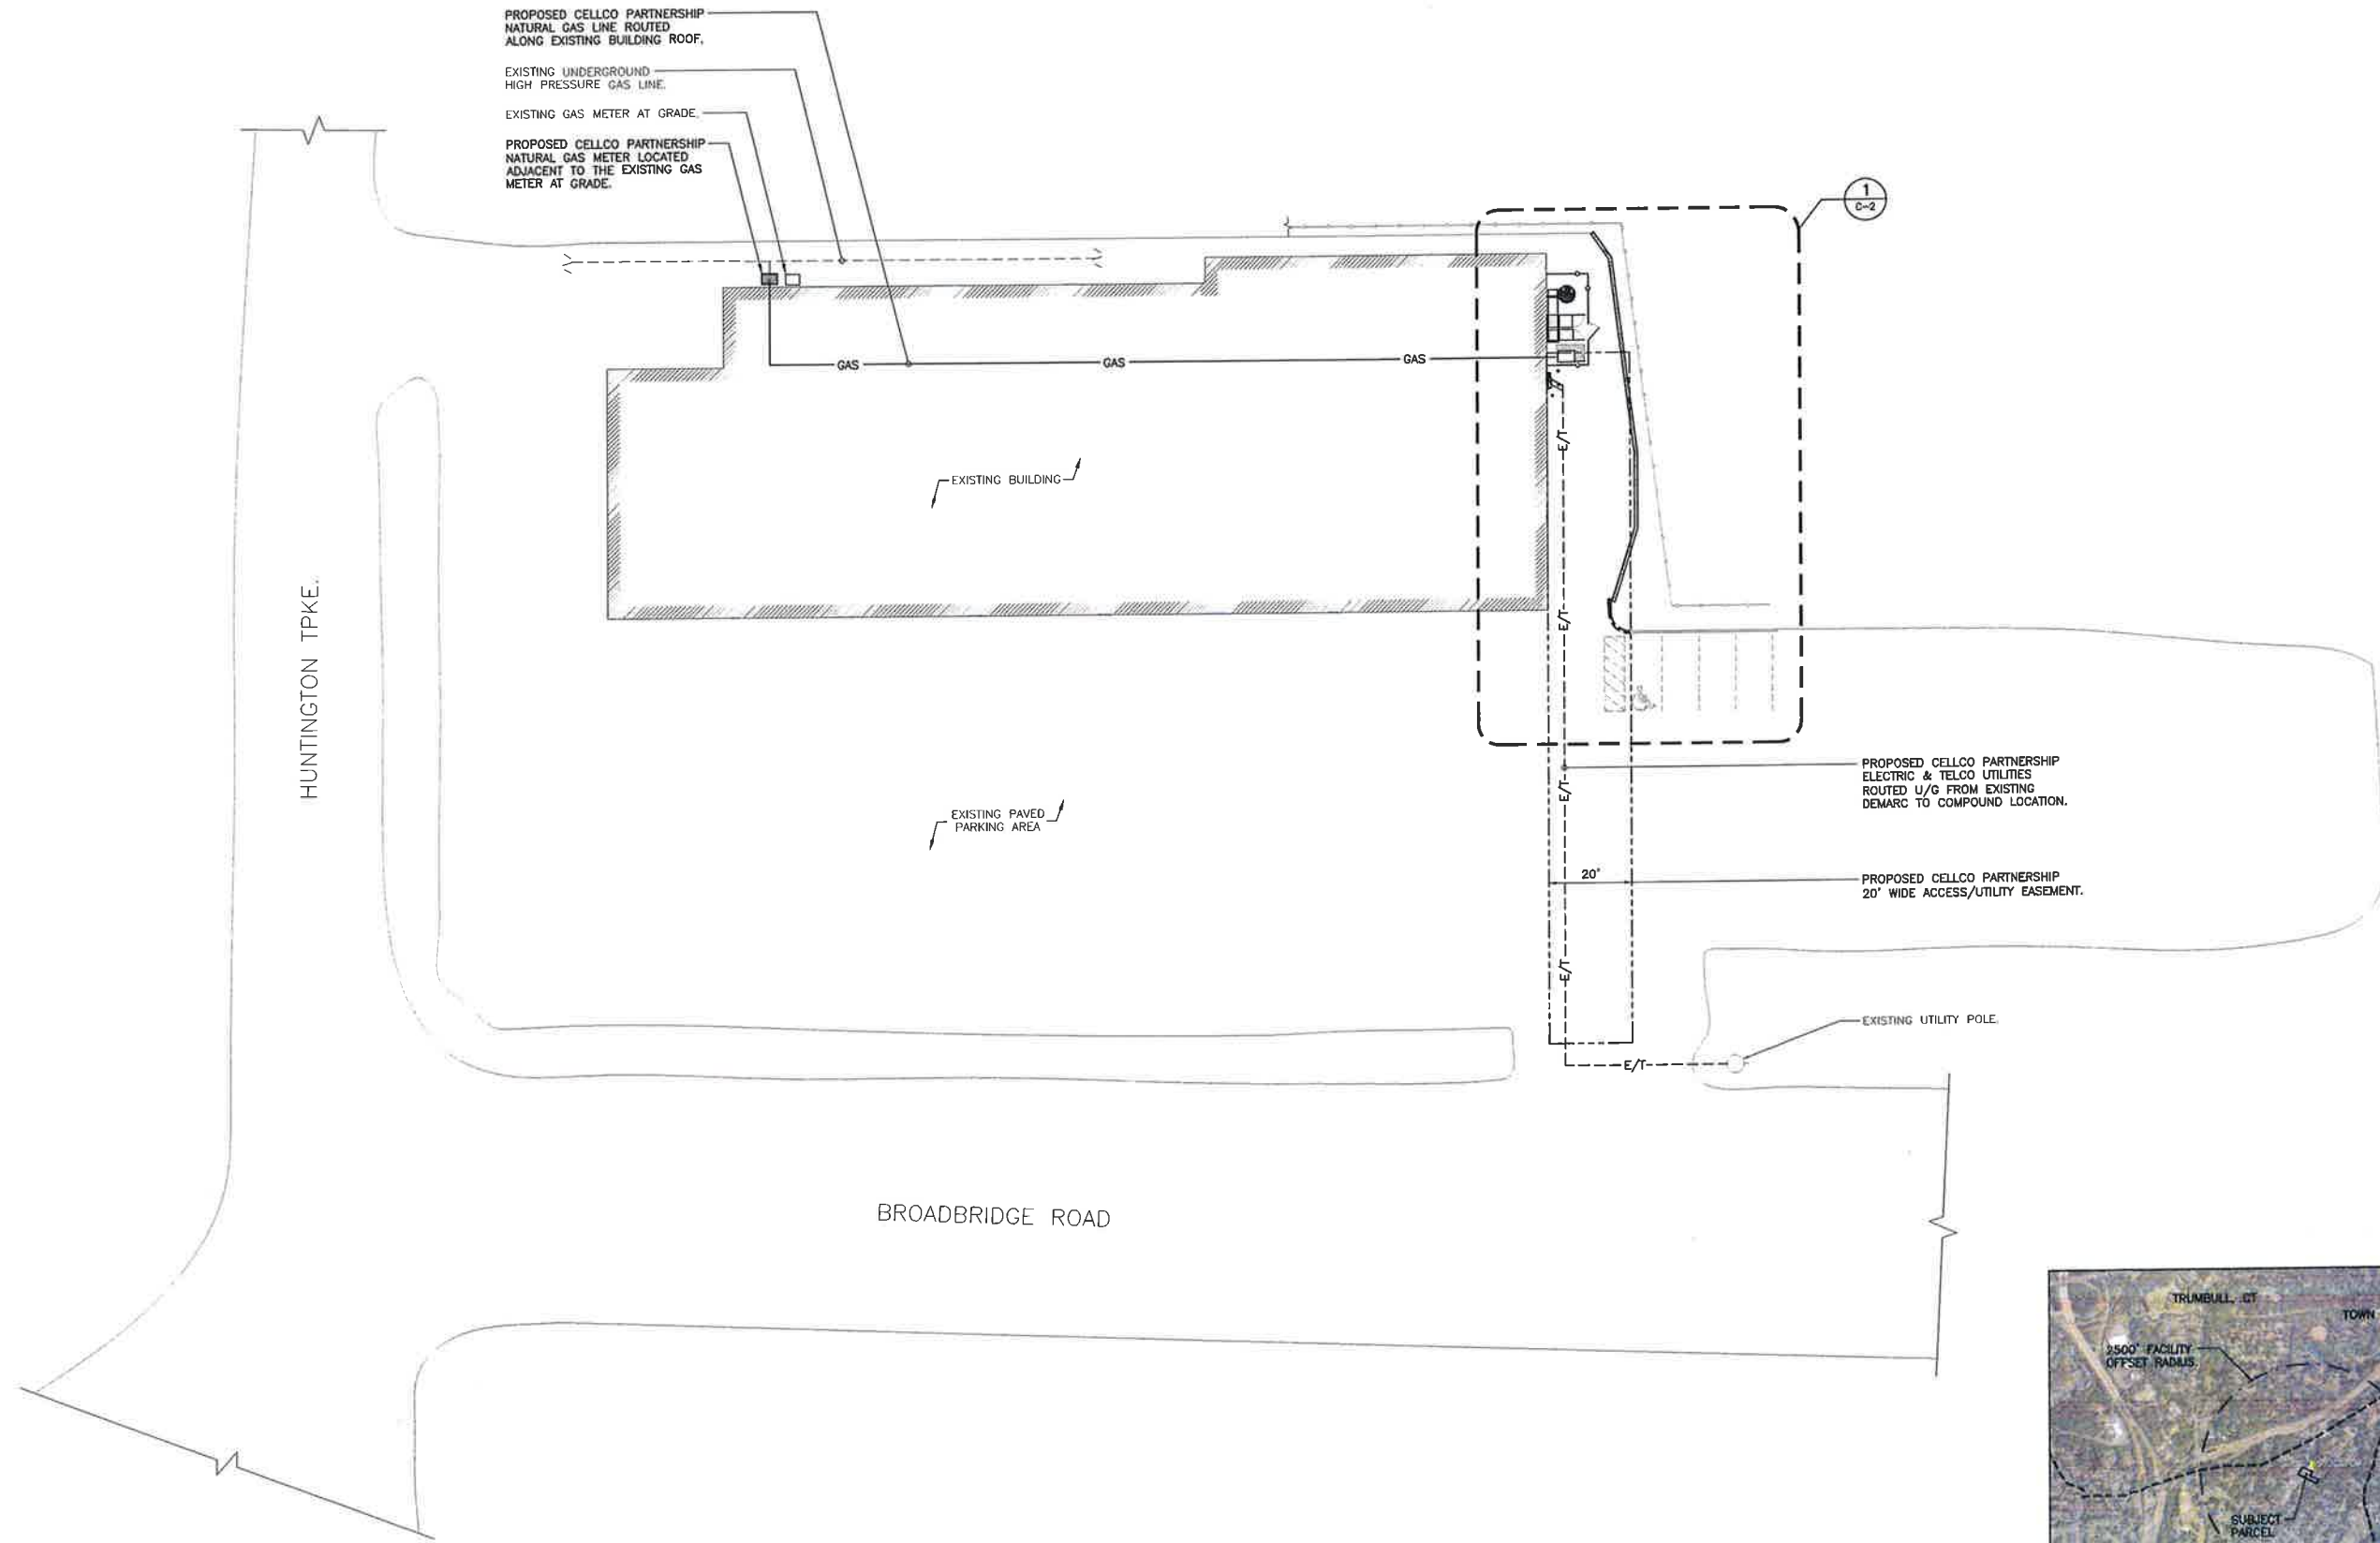 PROPOSED CELLCO PARTNERSHIP
NATURAL GAS LINE ROUTED
ALONG EXISTING BUILDING ROOF.
EXISTING UNDERGROUND
HIGH PRESSURE GAS LINE.
EXISTING GAS METER AT GRADE.
PROPOSED CELLCO PARTNERSHIP
NATURAL GAS METER LOCATED
ADJACENT TO THE EXISTING GAS
METER AT GRADE.
1
C-2
GAS
GAS
GAS
E/T
EXISTING BUILDING
E/T
HUNTINGTON TPKE.
PROPOSED CELLCO PARTNERSHIP
ELECTRIC & TELCO UTILITIES
ROUTED U/G FROM EXISTING
DEMARC TO COMPOUND LOCATION.
E/T
EXISTING PAVED
PARKING AREA
20'
PROPOSED CELLCO PARTNERSHIP
20' WIDE ACCESS/UTILITY EASEMENT.
E/T
EXISTING UTILITY POLE.
E/T
BROADBRIDGE ROAD
TRUMBULL, CT
TOWN
2500' FACILITY
OFFSET RADIUS.
SUBJECT
PARCEL